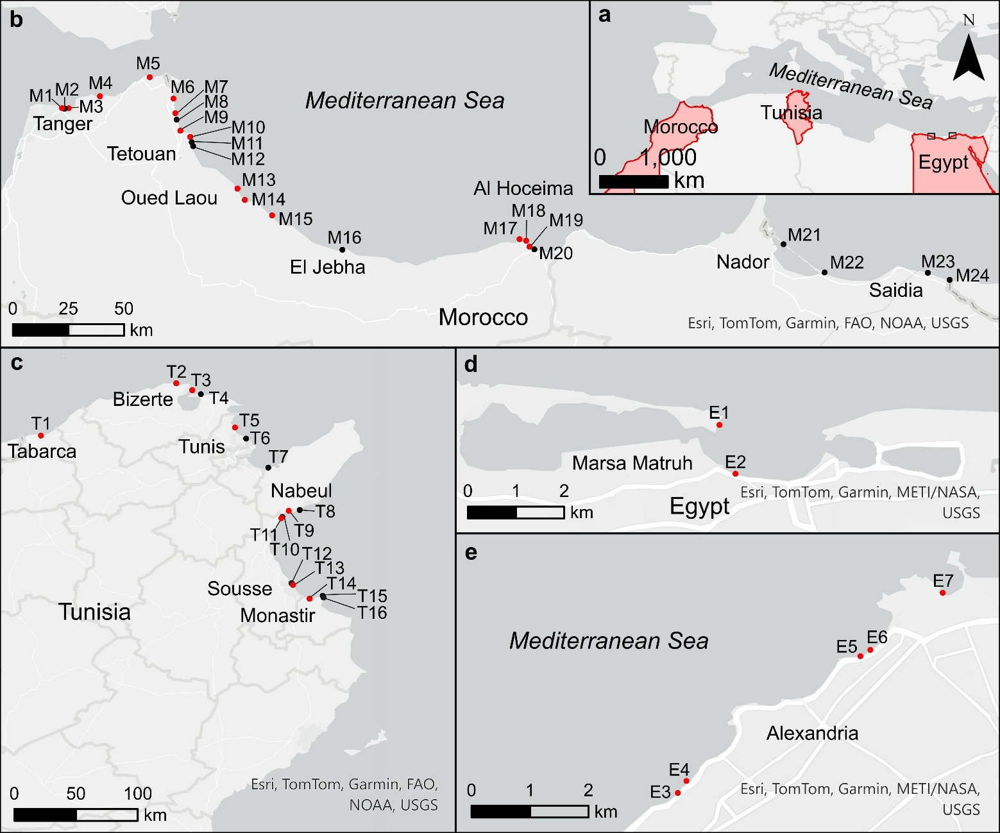 b
M5
M1
M2
M4
M3
Tanger
M6
M7
M8
M9
M10
M11
M12
Tetouan
Mediterranean Sea
M13
Oued Laou
M14
M15
M16
El Jebha
Al Hoceima
M18
M17
M19
M20
M21
Nador
M22
M23
M24
Saidia
Morocco
0 25 50
km
Esri, TomTom, Garmin, FAO, NOAA, USGS
a
N
Mediterranean Sea
Tunisia
Morocco
Egypt
0 1,000
km
c
T2
T3
Bizerte
T4
T1
Tabarca
T5
Tunis
T6
T7
Nabeul
T8
T11
T9
T10
T12
T13
Sousse
T14
T15
Monastir
T16
Tunisia
0 50 100
km
Esri, TomTom, Garmin, FAO,
NOAA, USGS
d
E1
Marsa Matruh
E2
0 1 2
km
Egypt
Esri, TomTom, Garmin, METI/NASA,
USGS
e
E7
Mediterranean Sea
E6
E5
Alexandria
E4
E3
0 1 2
km
Esri, TomTom, Garmin, METI/NASA,
USGS